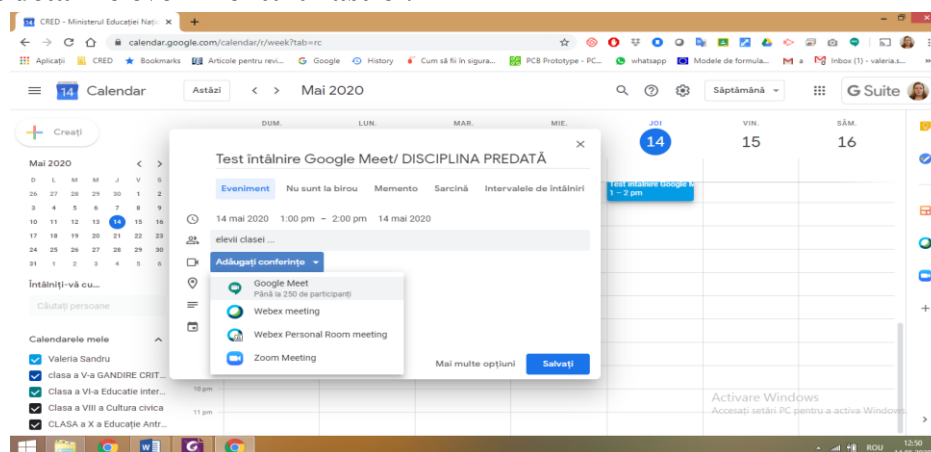 CRED - Ministerul Educației Națio
calendar.google.com/calendar/r/week?tab=rc
Aplicații CRED Bookmarks Articole pentru revi... Google History Cum să fii în sigura... PCB Prototype - PC... whatsapp Modele de formula... a Inbox (1) - valeria.s...
14 Calendar Astăzi Mai 2020 Săptămână G Suite
Creați
DUM. LUN. MAR. MIE. JOI VIN. SÂM.
14 15 16
Mai 2020
D L M M J V S
26 27 28 29 30 1 2
3 4 5 6 7 8 9
10 11 12 13 14 15 16
17 18 19 20 21 22 23
24 25 26 27 28 29 30
31 1 2 3 4 5 6
Întâlniți-vă cu...
Căutați persoane
Calendarele mele
Valeria Sandru
clasa a V-a GANDIRE CRIT...
Clasa a VI-a Educatie inter...
Clasa a VIII a Cultura civica
CLASA a X a Educație Antr...
Test întâlnire Google Meet/ DISCIPLINA PREDATĂ
Eveniment Nu sunt la birou Memento Sarcină Intervalele de întâlniri
14 mai 2020 1:00 pm – 2:00 pm 14 mai 2020
elevii clasei ...
Adăugați conferințe
Google Meet
Până la 250 de participanți
Webex meeting
Webex Personal Room meeting
Zoom Meeting
Mai multe opțiuni Salvați
Test întâlnire Google M
1 – 2 pm
10 pm
11 pm
Activare Windows
Accesați setări PC pentru a activa Windows.
ROU 12:50